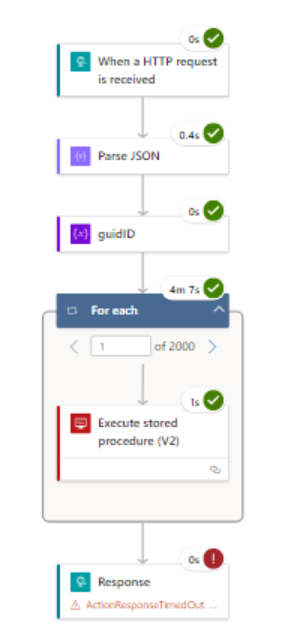 0s
When a HTTP request
is received
0.4s
Parse JSON
0s
guidID
4m 7s
For each
1 of 2000
1s
Execute stored
procedure (V2)
0s
Response
ActionResponseTimedOut. ...